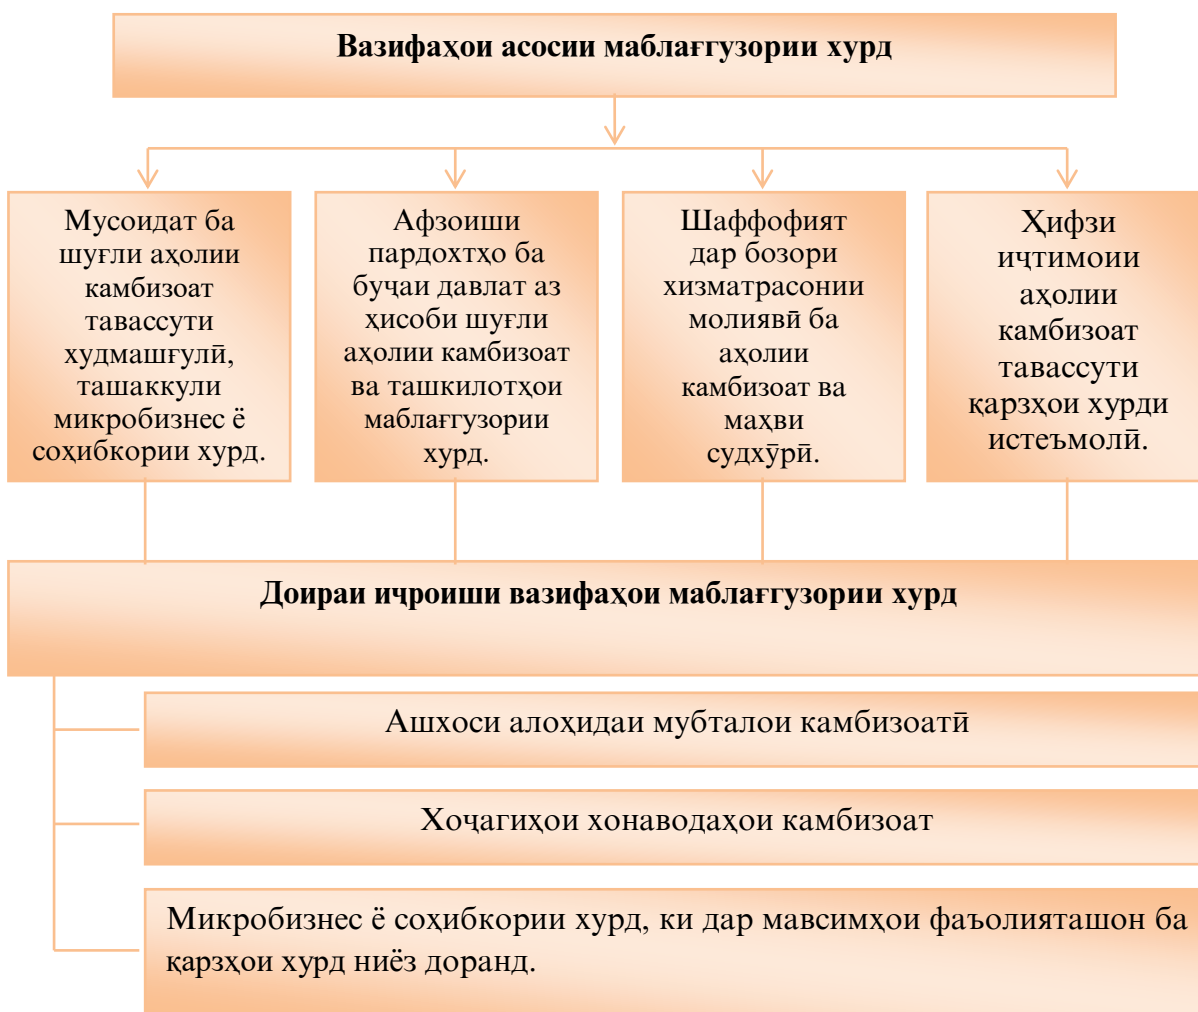 Вазифаҳои асосии маблағгузории хурд
Мусоидат ба
шуғли аҳолии
камбизоат
тавассути
худмашғулӣ,
ташаккули
микробизнес ё
соҳибкории хурд.
Афзоиши
пардохтҳо ба
буҷаи давлат аз
ҳисоби шуғли
аҳолии камбизоат
ва ташкилотҳои
маблағгузории
хурд.
Шаффофият
дар бозори
хизматрасонии
молиявӣ ба
аҳолии
камбизоат ва
маҳви
судхӯрӣ.
Ҳифзи
иҷтимоии
аҳолии
камбизоат
тавассути
қарзҳои хурди
истеъмолӣ.
Доираи иҷроиши вазифаҳои маблағгузории хурд
Ашхоси алоҳидаи мубталои камбизоатӣ
Хоҷагиҳои хонаводаҳои камбизоат
Микробизнес ё соҳибкории хурд, ки дар мавсимҳои фаъолияташон ба
қарзҳои хурд ниёз доранд.